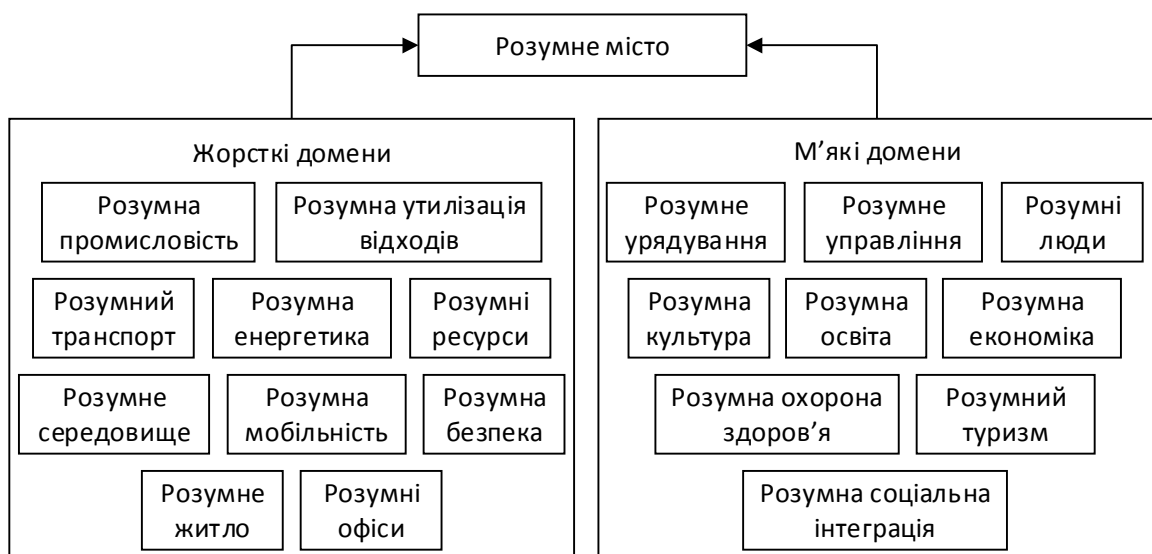 Розумне місто
Жорсткі домени
Розумна
промисловість
Розумна утилізація
відходів
Розумний
транспорт
Розумна
енергетика
Розумні
ресурси
Розумне
середовище
Розумна
мобільність
Розумна
безпека
Розумне
житло
Розумні
офіси
М’які домени
Розумне
урядування
Розумне
управління
Розумні
люди
Розумна
культура
Розумна
освіта
Розумна
економіка
Розумна охорона
здоров’я
Розумний
туризм
Розумна соціальна
інтеграція